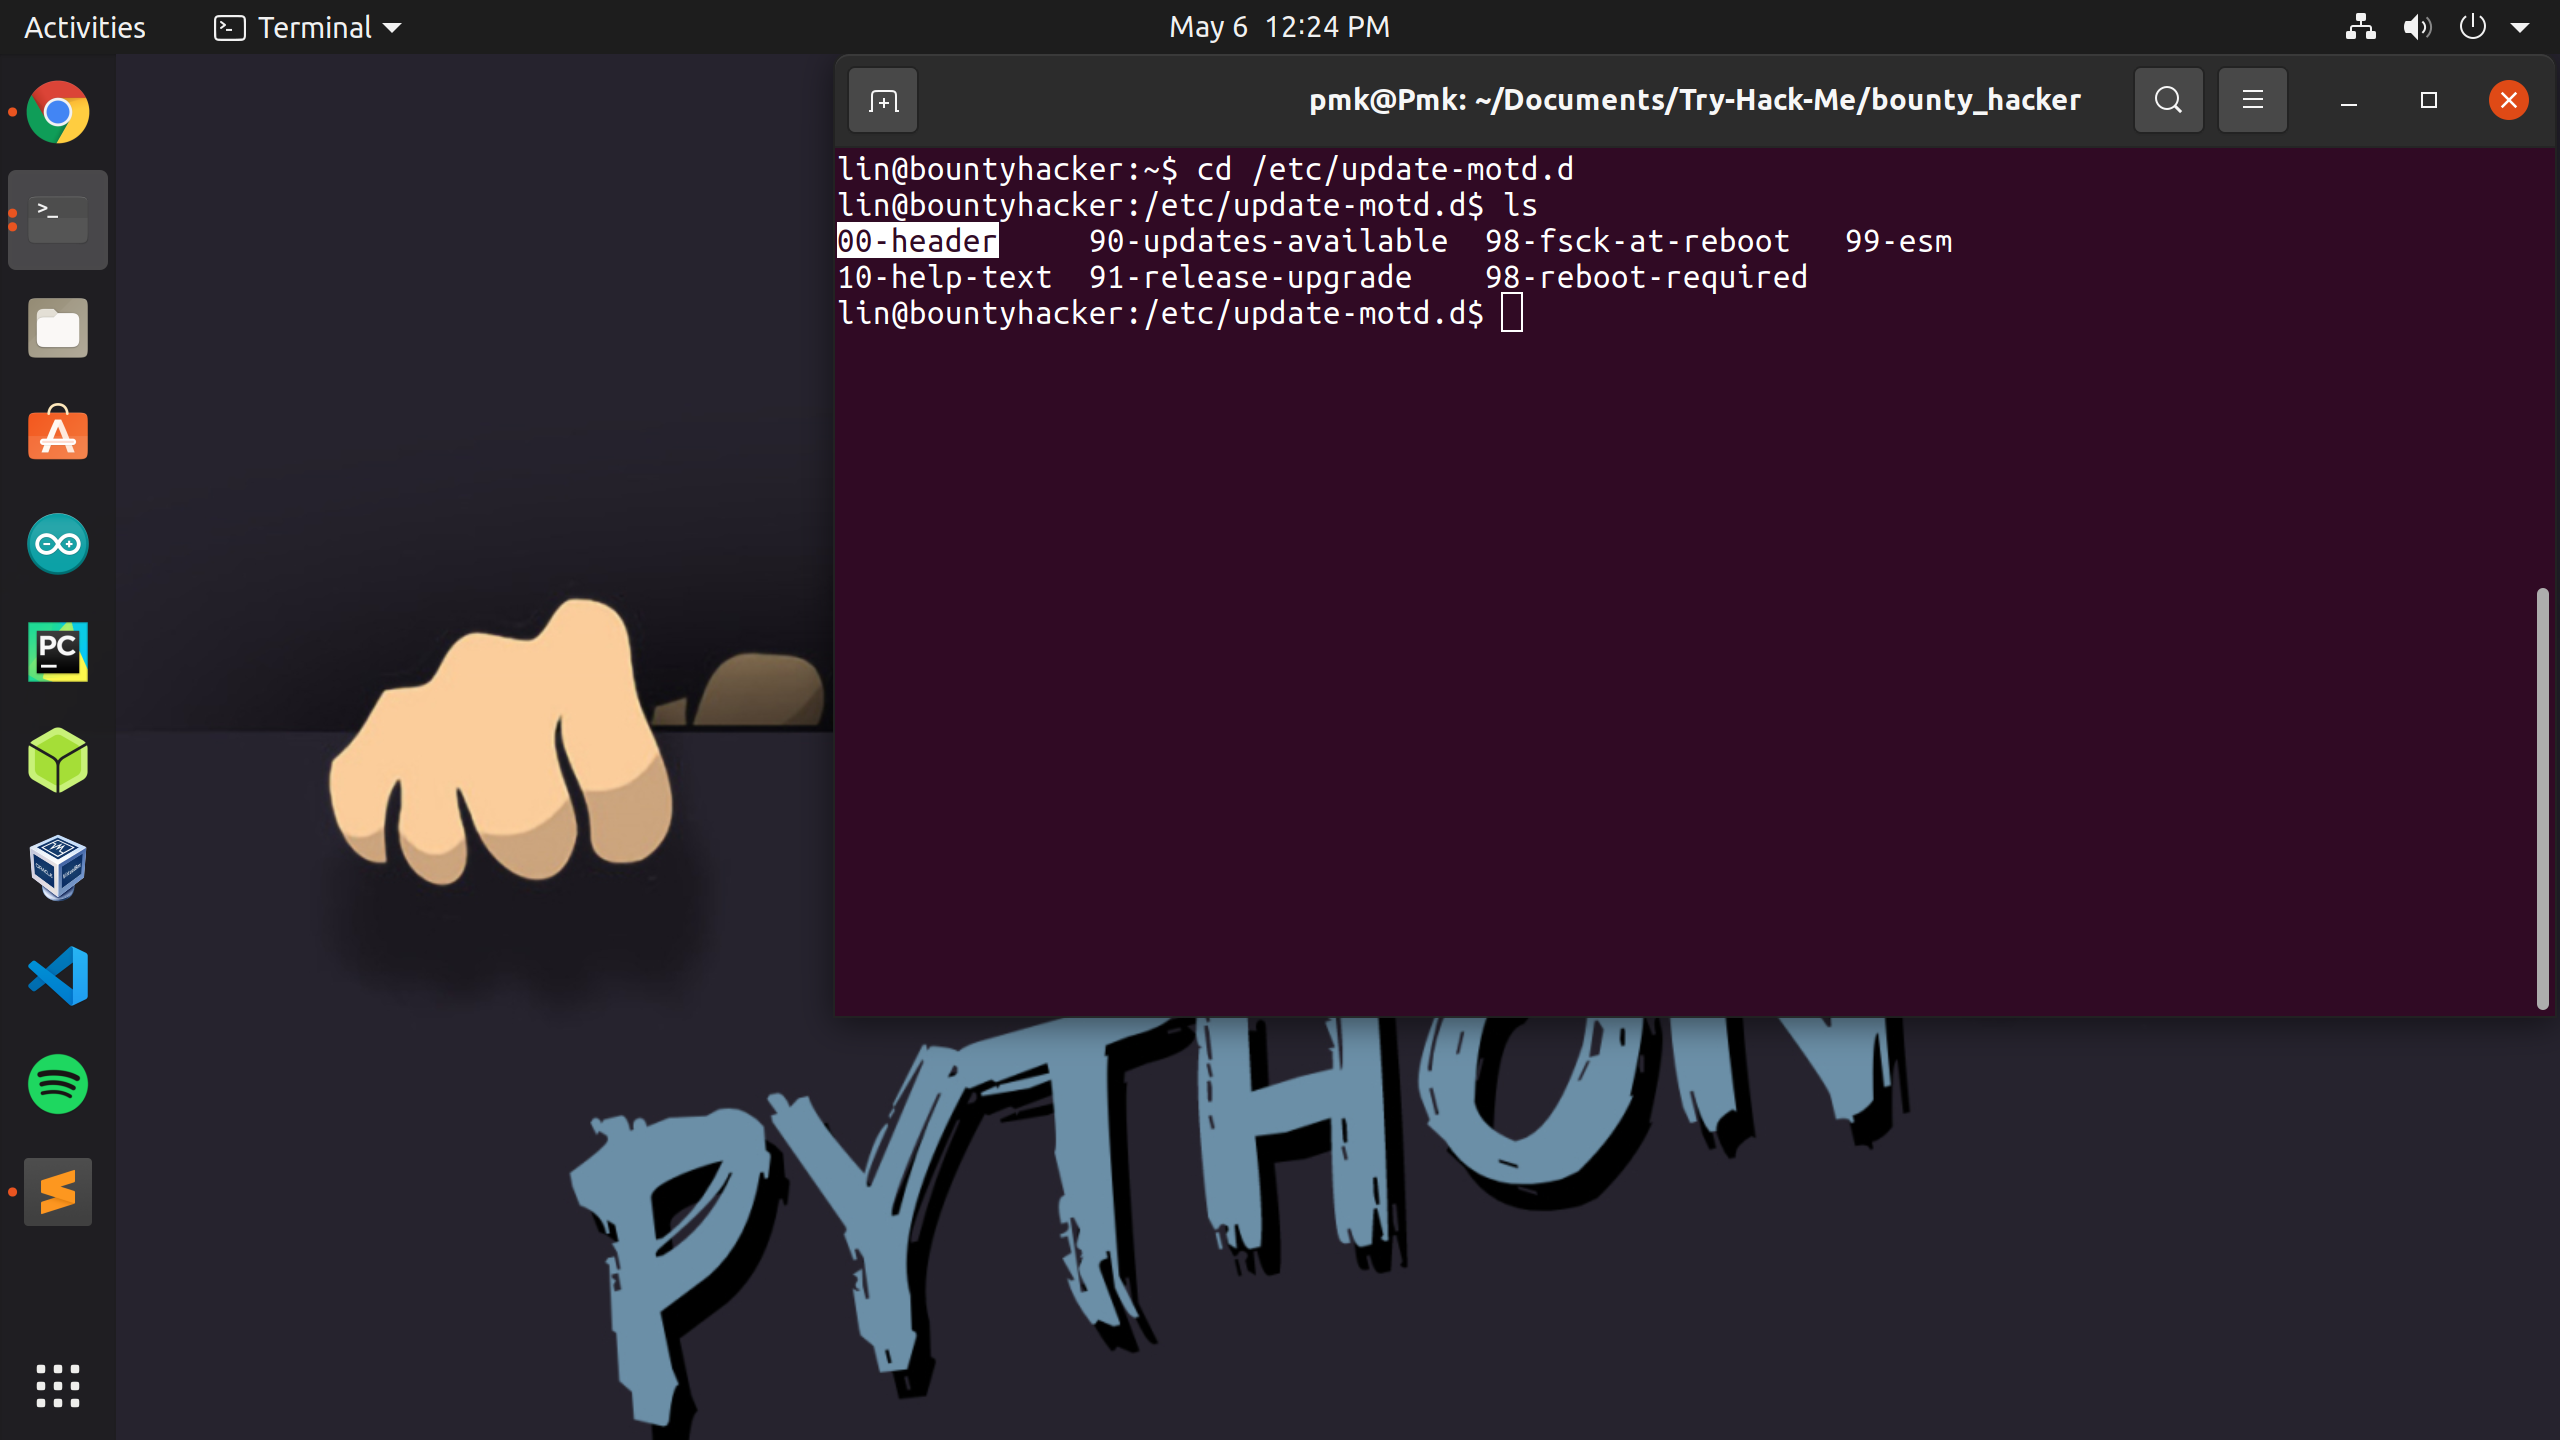 Activities Terminal May 6 12:24 PM
pmk@Pmk: ~/Documents/Try-Hack-Me/bounty_hacker
lin@bountyhacker:~$ cd /etc/update-motd.d
lin@bountyhacker:/etc/update-motd.d$ ls
00-header 90-updates-available 98-fsck-at-reboot 99-esm
10-help-text 91-release-upgrade 98-reboot-required
lin@bountyhacker:/etc/update-motd.d$
PC
PYTHON